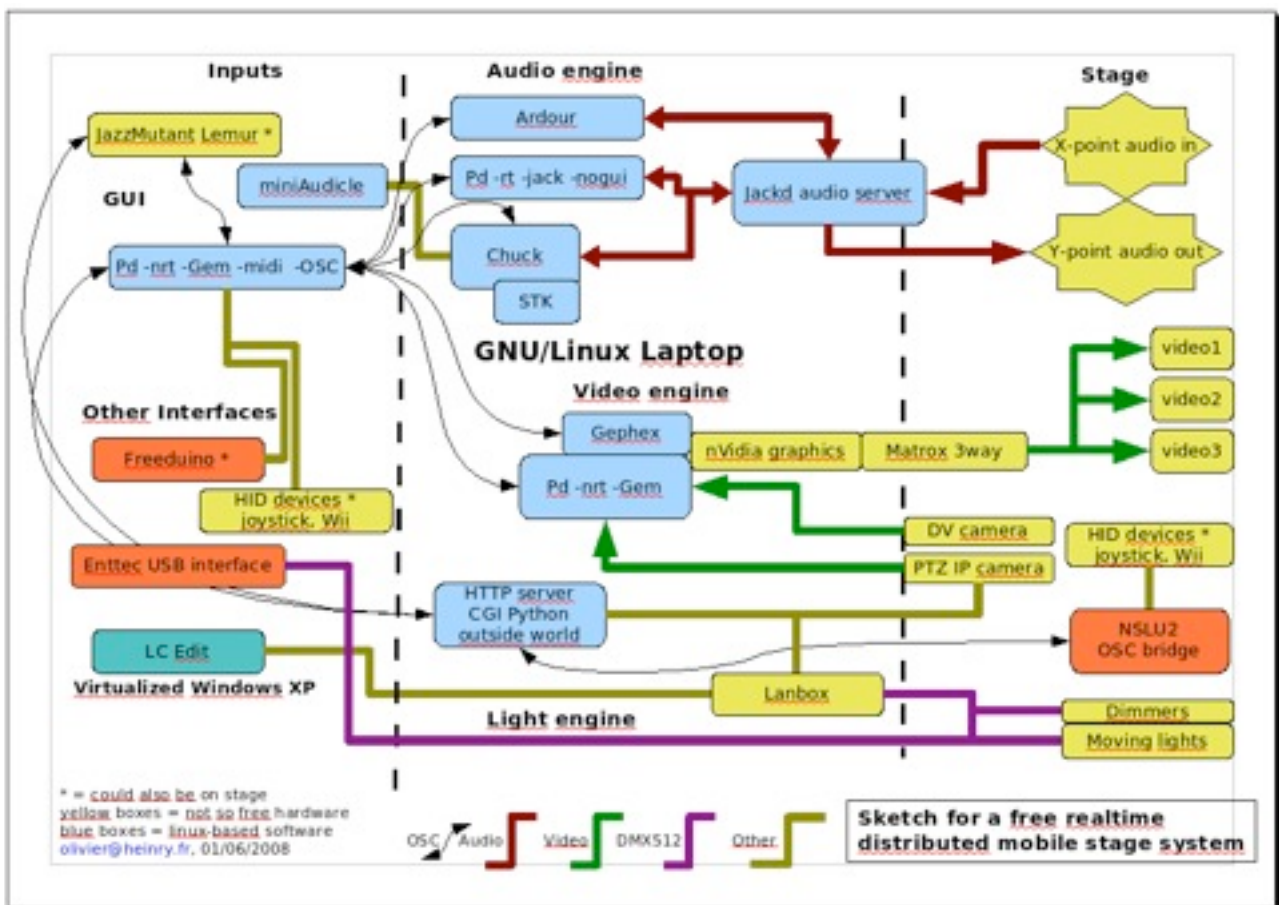 Inputs
Audio engine
Stage
JazzMutant Lemur *
Ardour
X-point audio in
miniAudicle
Pd -rt -jack -nogui
Jackd audio server
GUI
Pd -nrt -Gem -midi -OSC
Chuck
Y-point audio out
STK
GNU/Linux Laptop
video1
Video engine
video2
Other Interfaces
Gephex
nVidia graphics
Matrox 3way
video3
Freeduino *
Pd -nrt -Gem
HID devices *
joystick. Wii
DV camera
HID devices *
joystick. Wii
Enttec USB interface
PTZ IP camera
HTTP server
CGI Python
outside world
NSLU2
OSC bridge
LC Edit
Virtualized Windows XP
Lanbox
Light engine
Dimmers
Moving lights
* = could also be on stage
yellow boxes = not so free hardware
blue boxes = linux-based software
olivier@heinry.fr, 01/06/2008
OSC
Audio
Video
DMX512
Other
Sketch for a free realtime
distributed mobile stage system